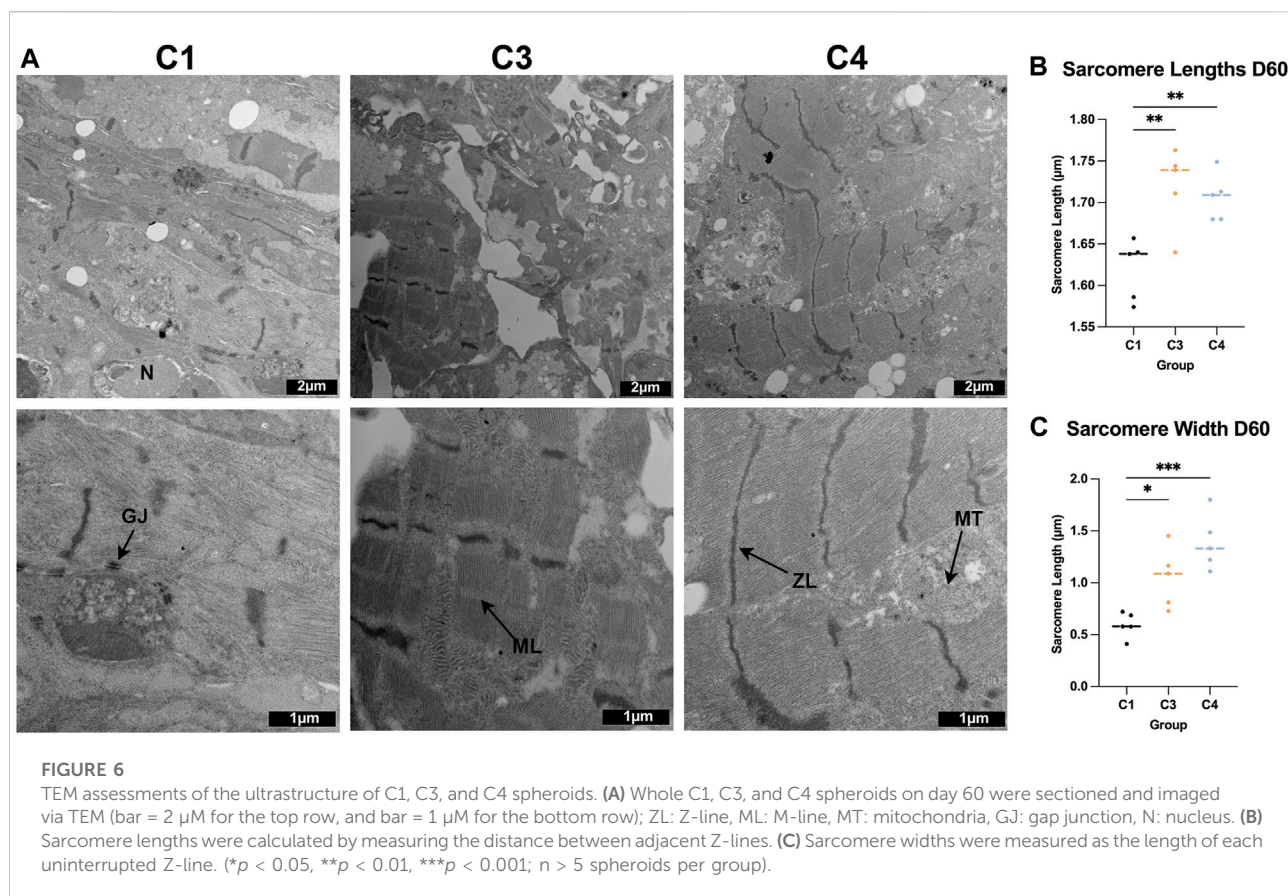 A
C1
C3
C4
N
2μm
2μm
2μm
GJ
1μm
ML
1μm
ZL
MT
1μm
B Sarcomere Lengths D60
**
**
Sarcomere Length (μm)
1.80
1.75
1.70
1.65
1.60
1.55
C1 C3 C4
Group
C Sarcomere Width D60
***
*
Sarcomere Length (μm)
2.0
1.5
1.0
0.5
0.0
C1 C3 C4
Group
FIGURE 6
TEM assessments of the ultrastructure of C1, C3, and C4 spheroids. (A) Whole C1, C3, and C4 spheroids on day 60 were sectioned and imaged
via TEM (bar = 2 μM for the top row, and bar = 1 μM for the bottom row); ZL: Z-line, ML: M-line, MT: mitochondria, GJ: gap junction, N: nucleus. (B)
Sarcomere lengths were calculated by measuring the distance between adjacent Z-lines. (C) Sarcomere widths were measured as the length of each
uninterrupted Z-line. (*p < 0.05, **p < 0.01, ***p < 0.001; n > 5 spheroids per group).